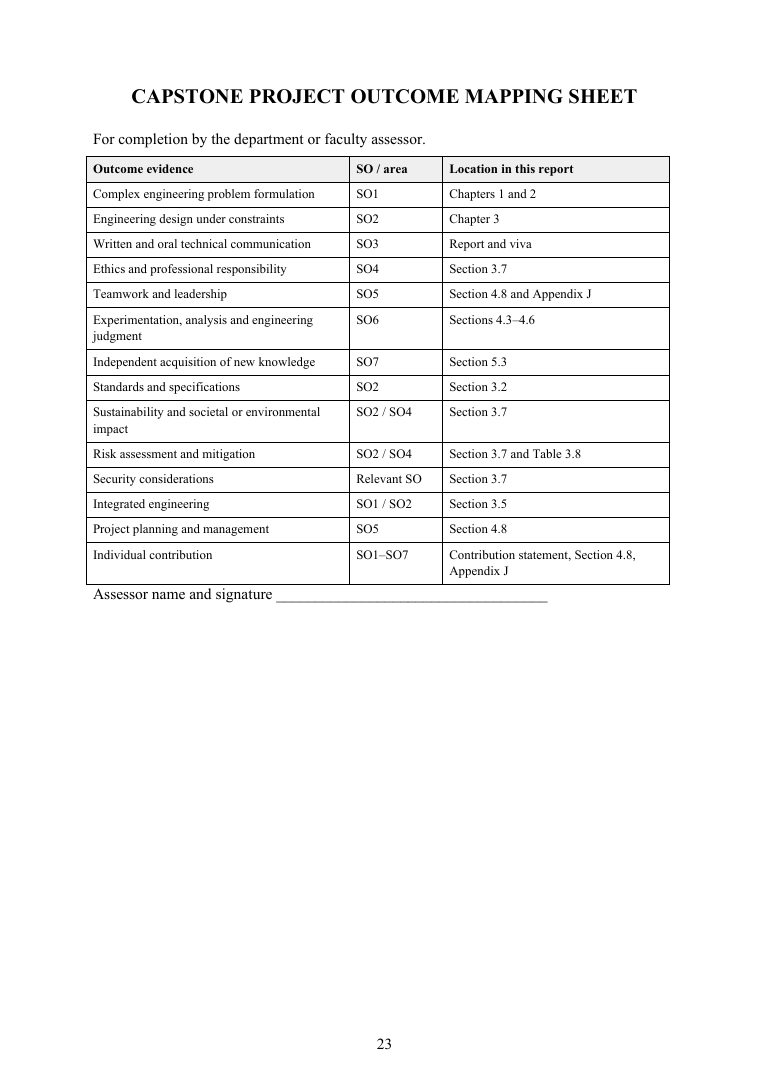 CAPSTONE PROJECT OUTCOME MAPPING SHEET
For completion by the department or faculty assessor.
Outcome evidence SO / area Location in this report
Complex engineering problem formulation SO1 Chapters 1 and 2
Engineering design under constraints SO2 Chapter 3
Written and oral technical communication SO3 Report and viva
Ethics and professional responsibility SO4 Section 3.7
Teamwork and leadership SO5 Section 4.8 and Appendix J
Experimentation, analysis and engineering SO6 Sections 4.3–4.6
judgment
Independent acquisition of new knowledge SO7 Section 5.3
Standards and specifications SO2 Section 3.2
Sustainability and societal or environmental SO2 / SO4 Section 3.7
impact
Risk assessment and mitigation SO2 / SO4 Section 3.7 and Table 3.8
Security considerations Relevant SO Section 3.7
Integrated engineering SO1 / SO2 Section 3.5
Project planning and management SO5 Section 4.8
Individual contribution SO1–SO7 Contribution statement, Section 4.8,
Appendix J
Assessor name and signature ___________________________________
23